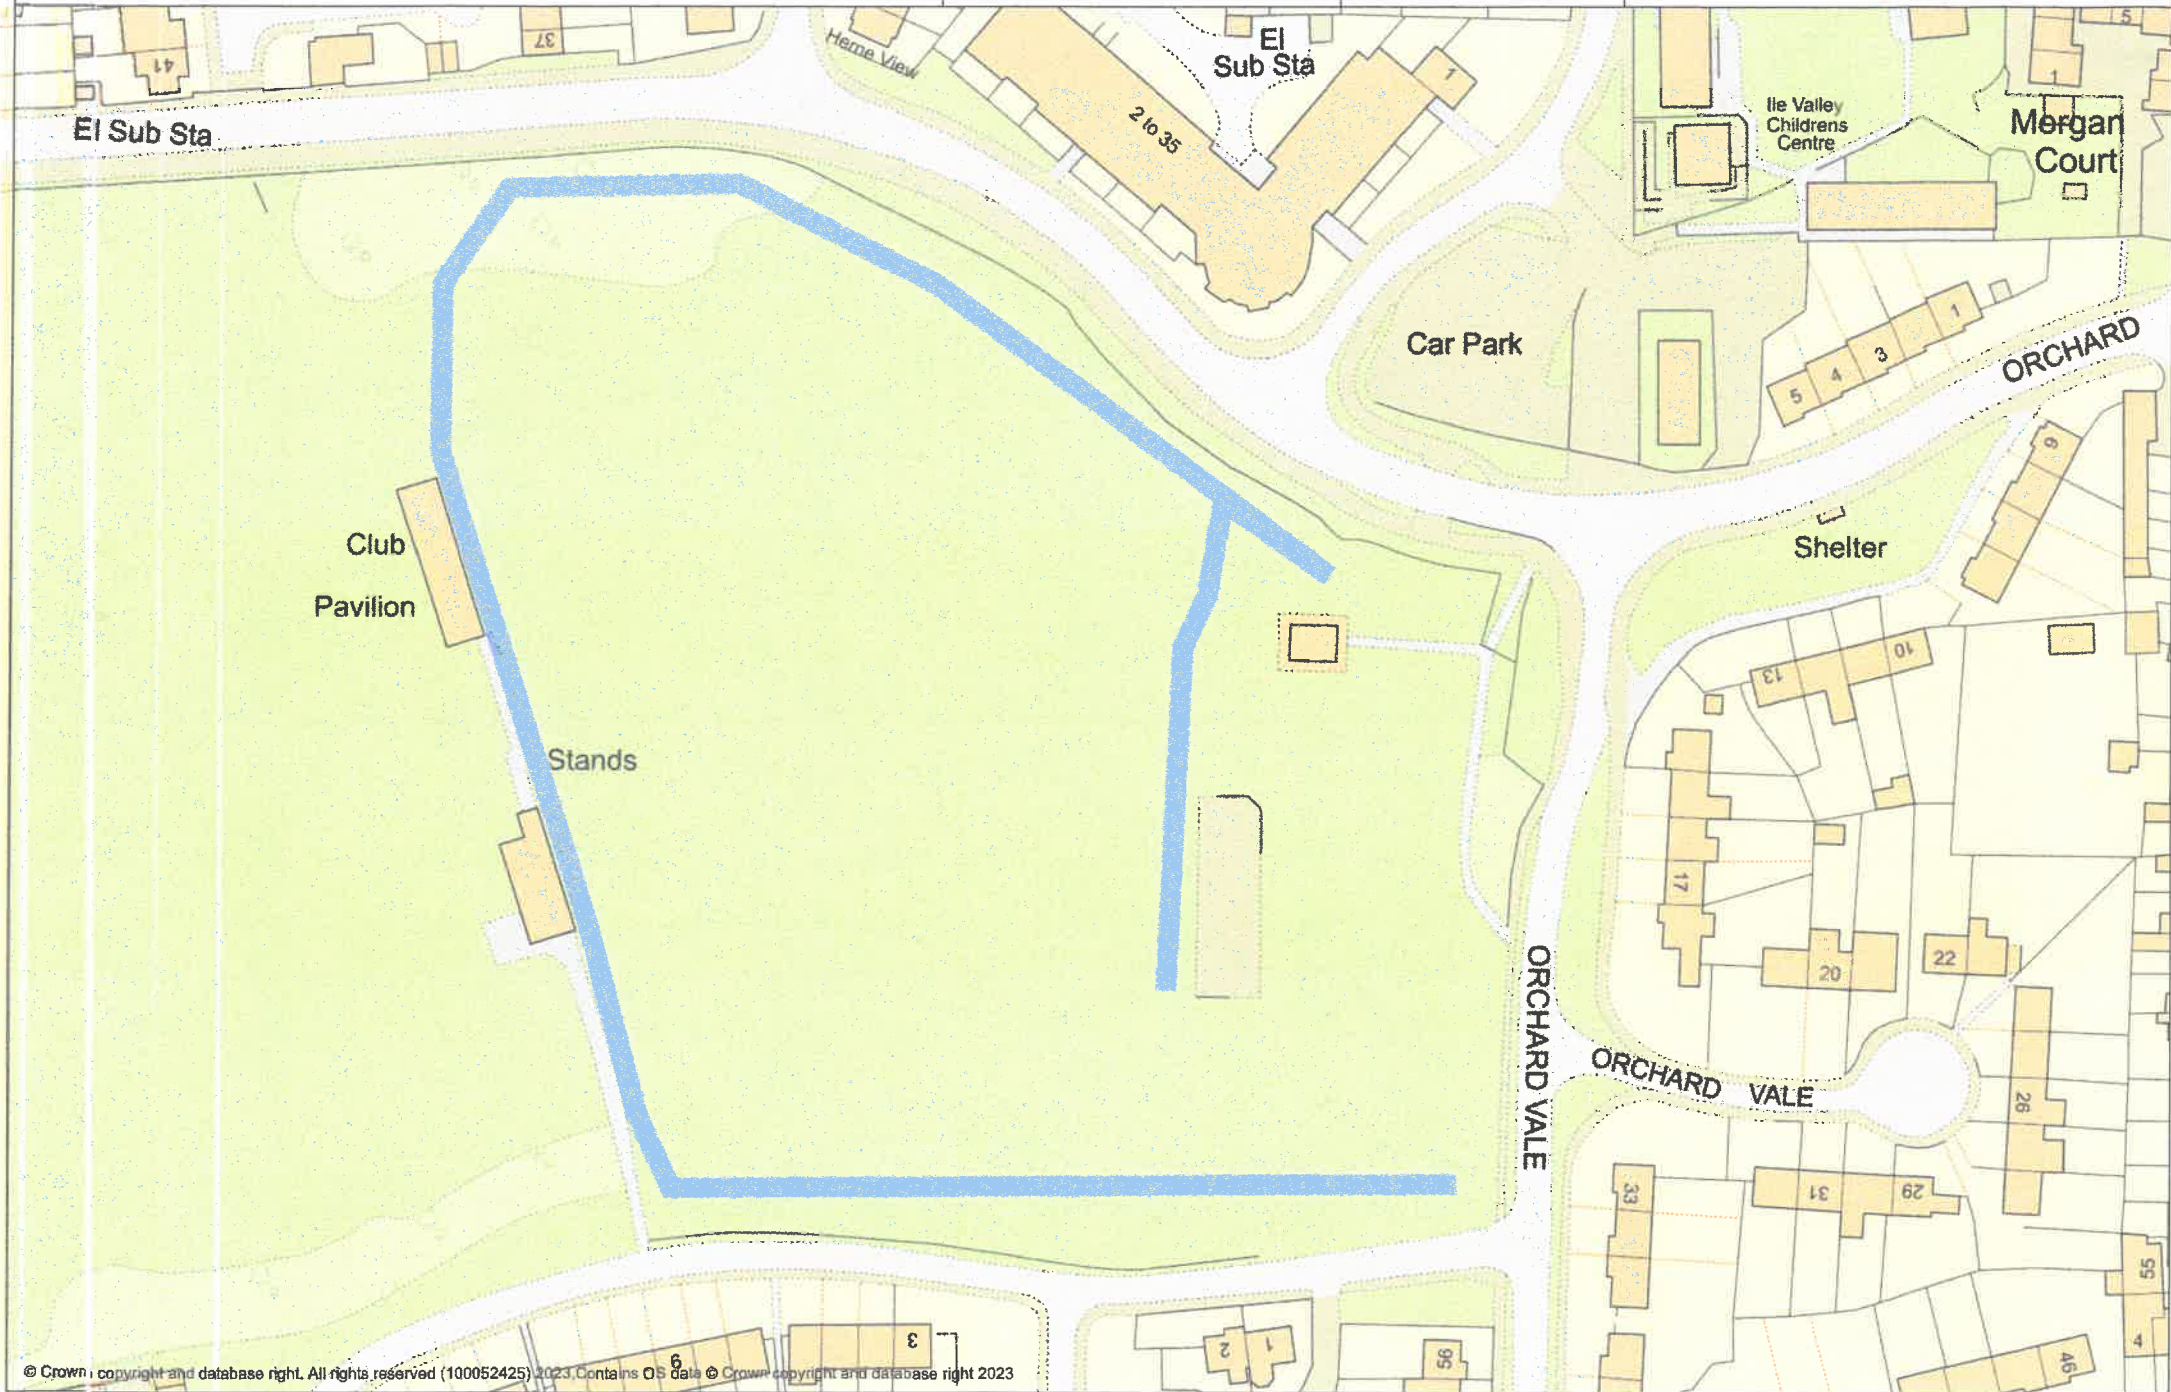 41
37
Herne View
El
Sub Sta
1
2 to 35
5
1
Ile Valley
Childrens
Centre
Morgan
Court
El Sub Sta
Car Park
ORCHARD
1
3
4
5
6
Shelter
Club
Pavilion
10
13
Stands
17
20
22
ORCHARD VALE
ORCHARD VALE
26
33
31
29
55
4
46
56
2
1
3
9
© Crown copyright and database right. All rights reserved (100052425) 2023.Contains OS data © Crown copyright and database right 2023